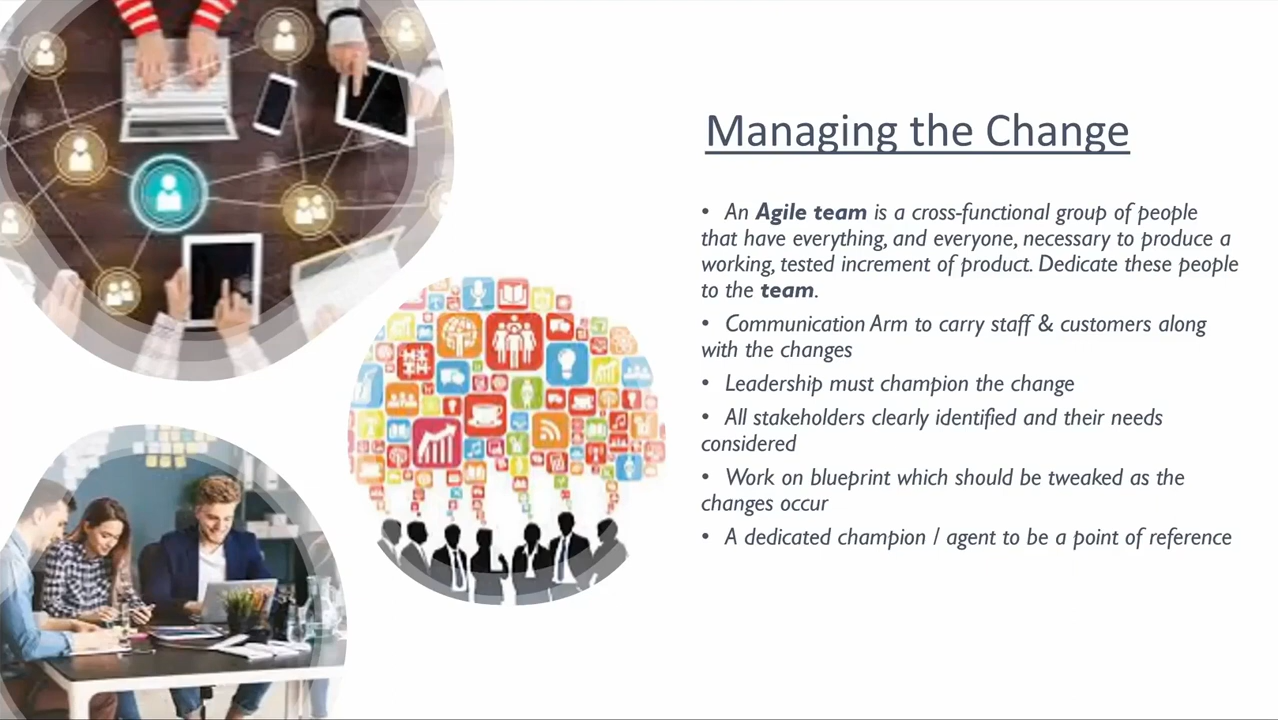 Managing the Change
• An Agile team is a cross-functional group of people
that have everything, and everyone, necessary to produce a
working, tested increment of product. Dedicate these people
to the team.
• Communication Arm to carry staff & customers along
with the changes
• Leadership must champion the change
• All stakeholders clearly identified and their needs
considered
• Work on blueprint which should be tweaked as the
changes occur
• A dedicated champion / agent to be a point of reference